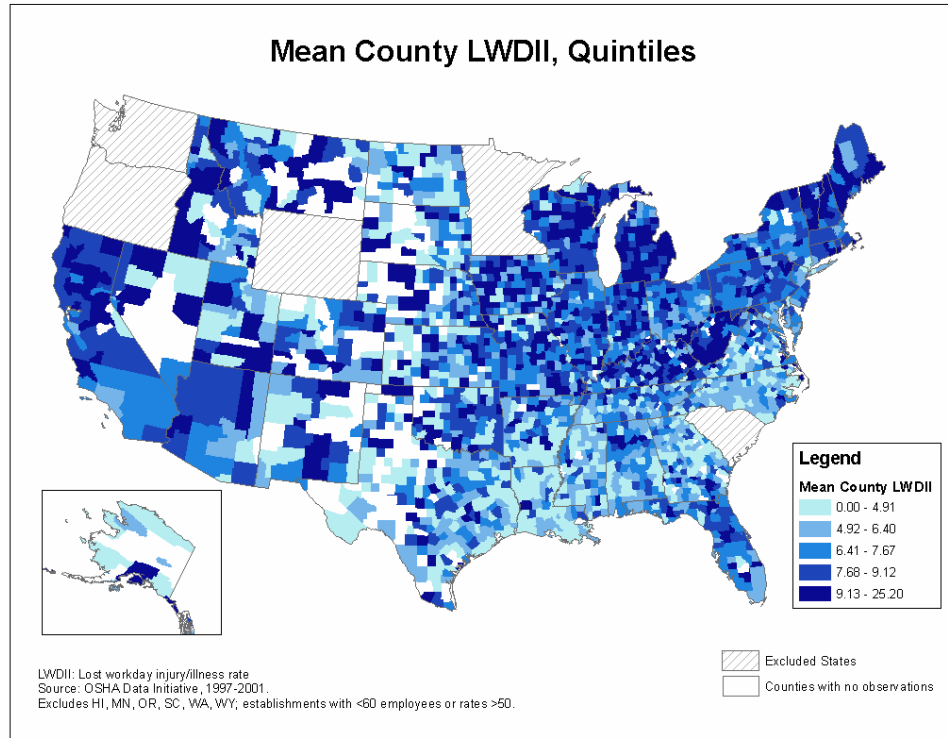 Mean County LWDII, Quintiles
Legend
Mean County LWDII
0.00 - 4.91
4.92 - 6.40
6.41 - 7.67
7.68 - 9.12
9.13 - 25.20
LWDII: Lost workday injury/illness rate
Source: OSHA Data Initiative, 1997-2001.
Excludes HI, MN, OR, SC, WA, WY; establishments with <60 employees or rates >50.
Excluded States
Counties with no observations